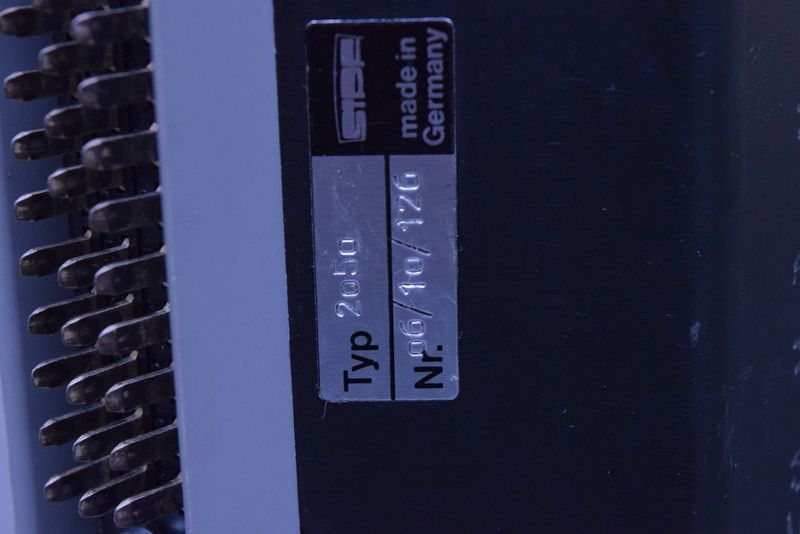 made in
Germany
Typ 2050
Nr. 06/10/126